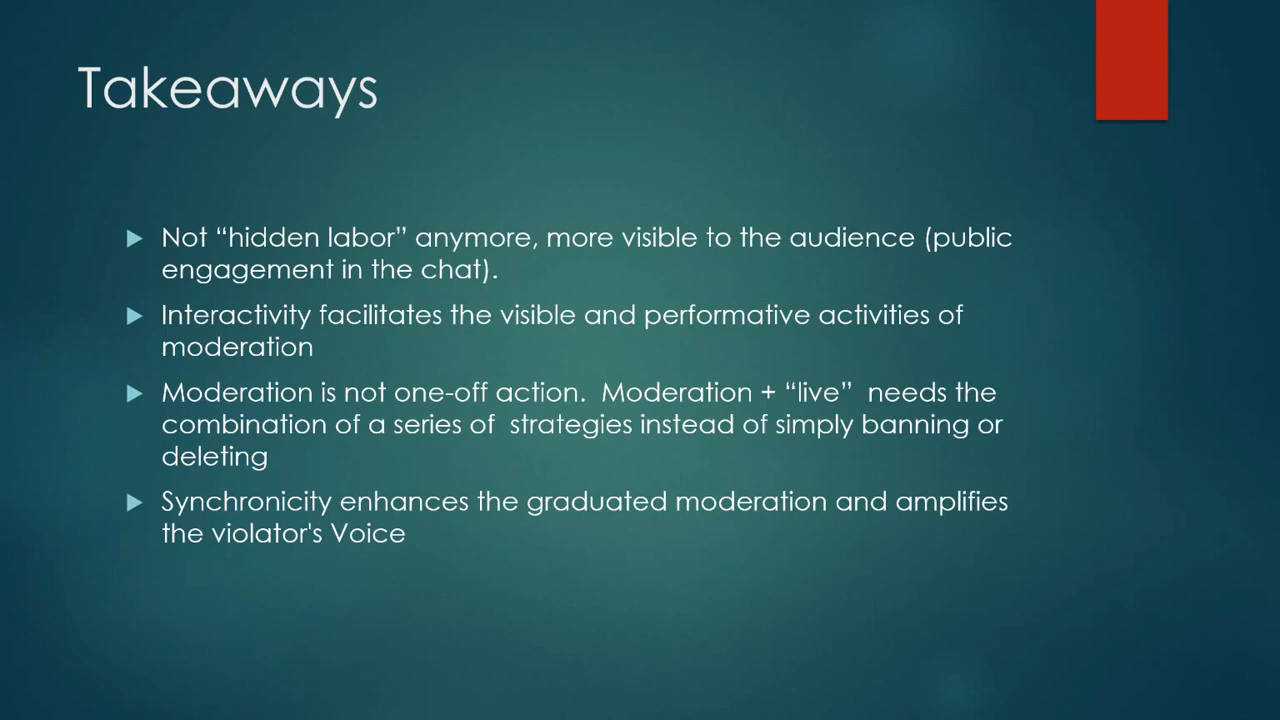 Takeaways
Not “hidden labor” anymore, more visible to the audience (public
engagement in the chat).
Interactivity facilitates the visible and performative activities of
moderation
Moderation is not one-off action.  Moderation + “live”  needs the
combination of a series of  strategies instead of simply banning or
deleting
Synchronicity enhances the graduated moderation and amplifies
the violator's Voice